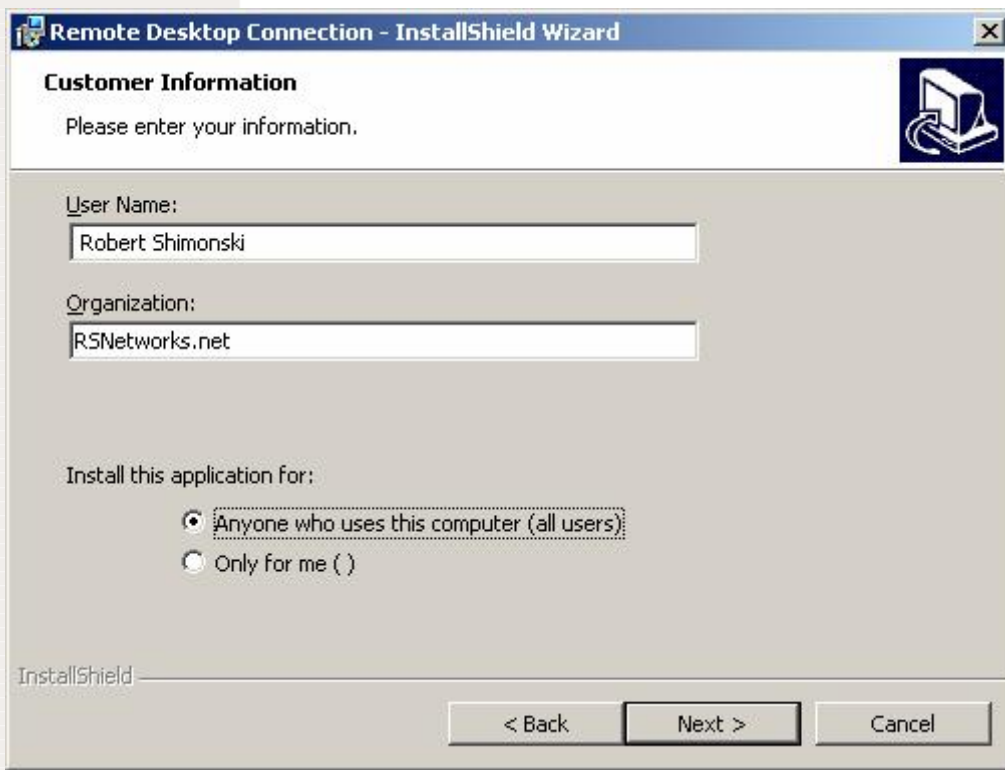 Remote Desktop Connection - InstallShield Wizard
Customer Information
Please enter your information.
User Name:
Robert Shimonski
Organization:
RSNetworks.net
Install this application for:
Anyone who uses this computer (all users)
Only for me ( )
InstallShield
< Back Next > Cancel